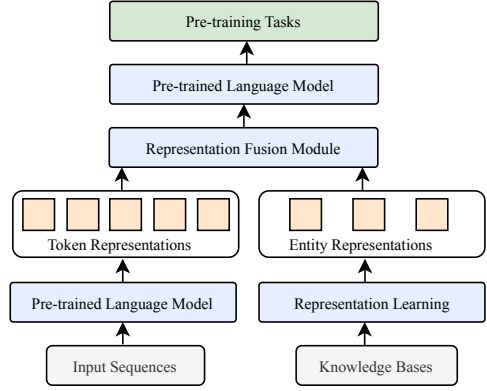 Pre-training Tasks
Pre-trained Language Model
Representation Fusion Module
Token Representations
Entity Representations
Pre-trained Language Model
Representation Learning
Input Sequences
Knowledge Bases